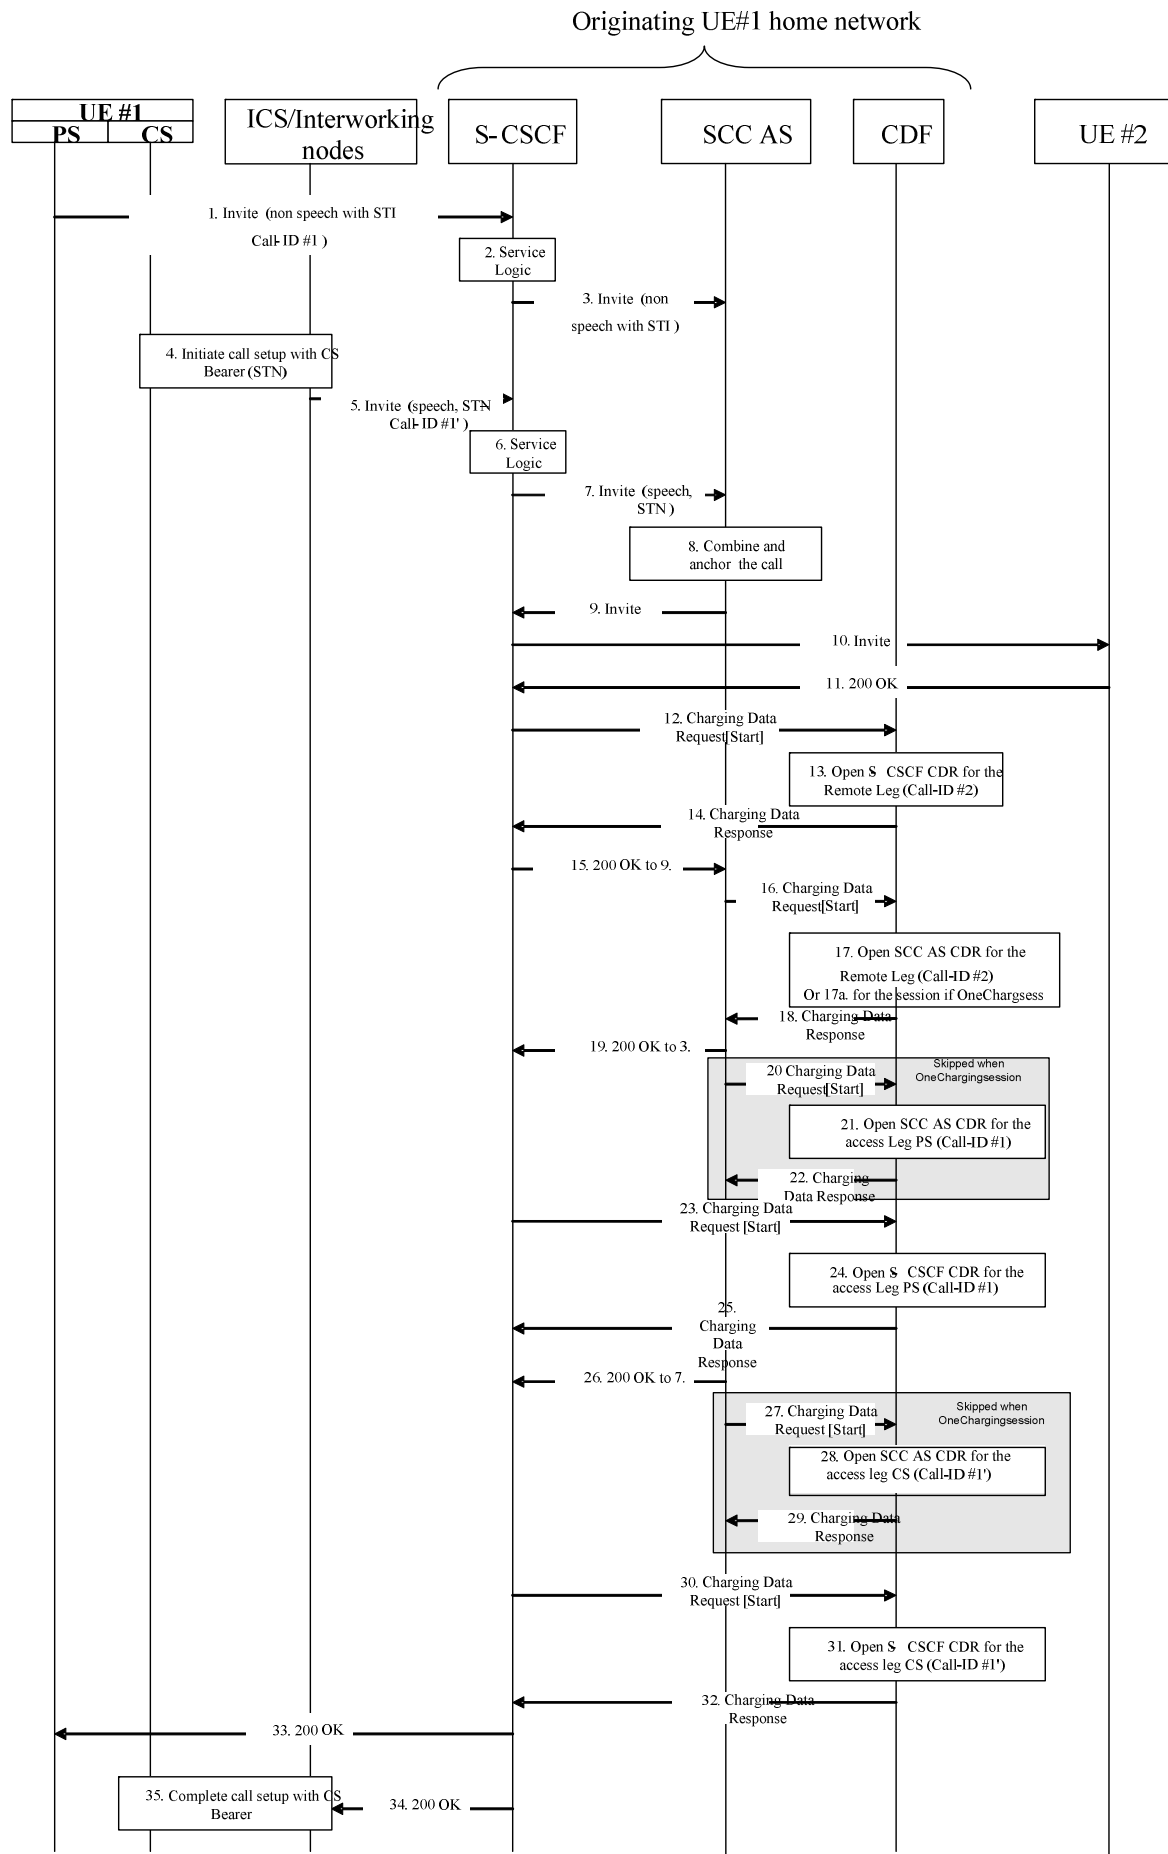 Originating UE#1 home network
UE #1
PS
CS
ICS/Interworking
nodes
S-CSCF
SCC AS
CDF
UE #2
1. Invite (non speech with STI
Call-ID #1 )
2. Service
Logic
3. Invite (non
speech with STI )
4. Initiate call setup with CS
Bearer (STN)
5. Invite (speech, STN
Call-ID #1' )
6. Service
Logic
7. Invite (speech,
STN )
8. Combine and
anchor the call
9. Invite
10. Invite
11. 200 OK
12. Charging Data
Request[Start]
13. Open S CSCF CDR for the
Remote Leg (Call-ID #2)
14. Charging Data
Response
15. 200 OK to 9.
16. Charging Data
Request[Start]
17. Open SCC AS CDR for the
Remote Leg (Call-ID #2)
Or 17a. for the session if OneChargsess
18. Charging Data
Response
19. 200 OK to 3.
Skipped when
OneChargingsession
20 Charging Data
Request[Start]
21. Open SCC AS CDR for the
access Leg PS (Call-ID #1)
22. Charging
Data Response
23. Charging Data
Request [Start]
24. Open S CSCF CDR for the
access Leg PS (Call-ID #1)
25.
Charging
Data
Response
26. 200 OK to 7.
Skipped when
OneChargingsession
27. Charging Data
Request [Start]
28. Open SCC AS CDR for the
access leg CS (Call-ID #1')
29. Charging Data
Response
30. Charging Data
Request [Start]
31. Open S CSCF CDR for the
access leg CS (Call-ID #1')
32. Charging Data
Response
33. 200 OK
35. Complete call setup with CS
Bearer
34. 200 OK